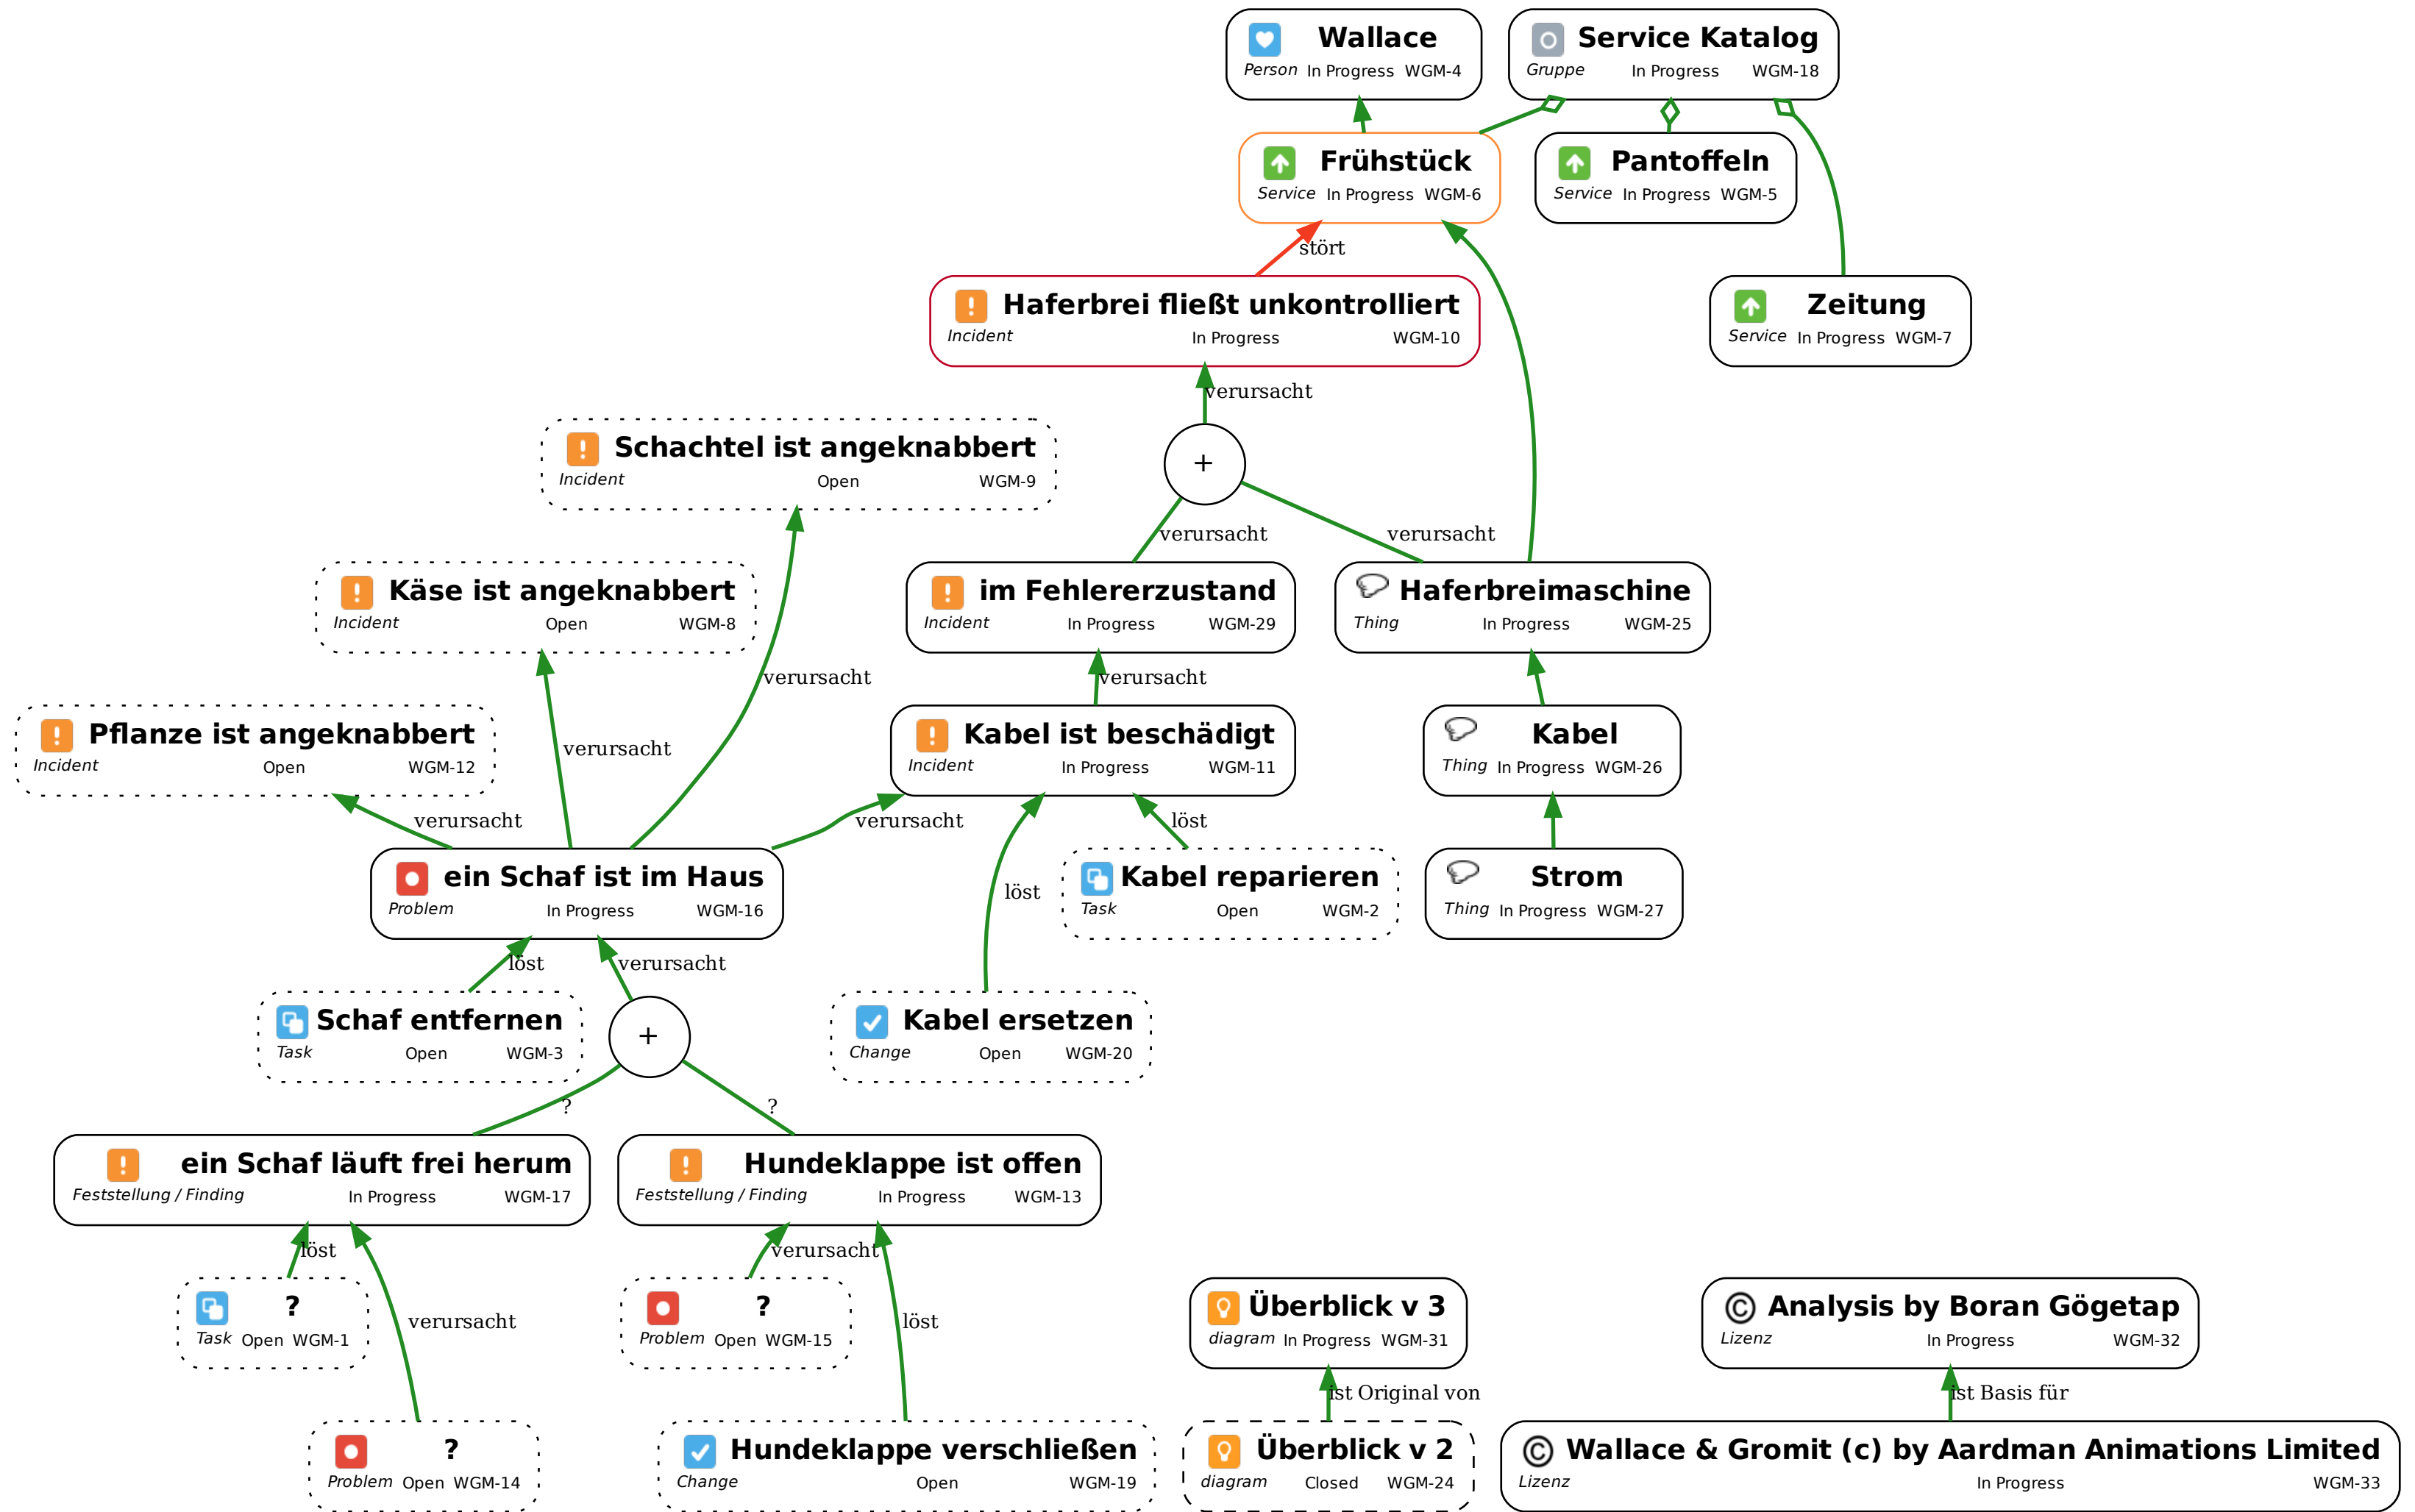 Wallace
Person In Progress WGM-4
Service Katalog
Gruppe In Progress WGM-18
Frühstück
Service In Progress WGM-6
Pantoffeln
Service In Progress WGM-5
stört
Haferbrei fließt unkontrolliert
Incident In Progress WGM-10
Zeitung
Service In Progress WGM-7
verursacht
Schachtel ist angeknabbert
Incident Open WGM-9
+
verursacht
verursacht
Käse ist angeknabbert
Incident Open WGM-8
im Fehlererzustand
Incident In Progress WGM-29
Haferbreimaschine
Thing In Progress WGM-25
verursacht
verursacht
Pflanze ist angeknabbert
Incident Open WGM-12
verursacht
Kabel ist beschädigt
Incident In Progress WGM-11
Kabel
Thing In Progress WGM-26
verursacht
verursacht
löst
ein Schaf ist im Haus
Problem In Progress WGM-16
löst
Kabel reparieren
Task Open WGM-2
Strom
Thing In Progress WGM-27
löst
verursacht
Schaf entfernen
Task Open WGM-3
+
Kabel ersetzen
Change Open WGM-20
?
?
ein Schaf läuft frei herum
Feststellung / Finding In Progress WGM-17
Hundeklappe ist offen
Feststellung / Finding In Progress WGM-13
löst
verursacht
?
Task Open WGM-1
verursacht
?
Problem Open WGM-15
löst
Überblick v 3
diagram In Progress WGM-31
Analysis by Boran Gögetap
Lizenz In Progress WGM-32
ist Original von
ist Basis für
?
Problem Open WGM-14
Hundeklappe verschließen
Change Open WGM-19
Überblick v 2
diagram Closed WGM-24
Wallace & Gromit (c) by Aardman Animations Limited
Lizenz In Progress WGM-33